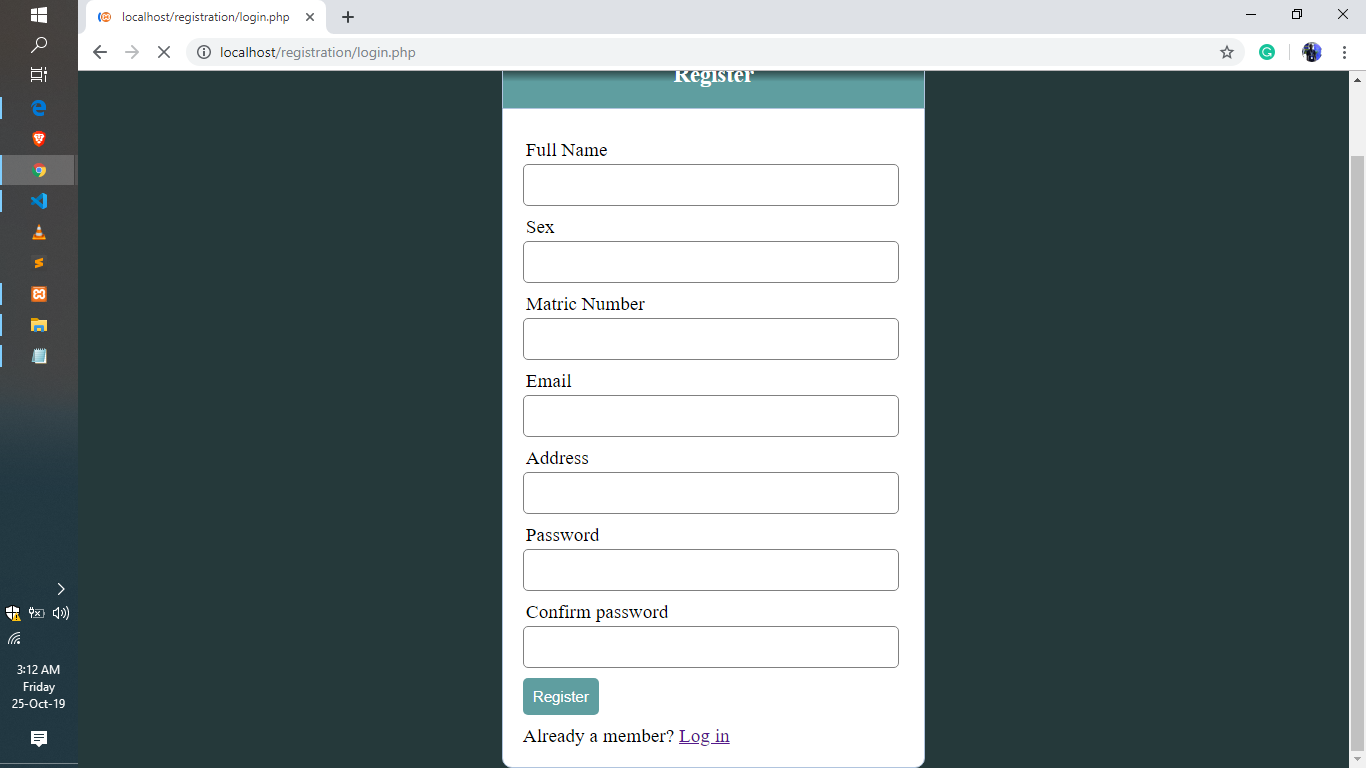 localhost/registration/login.php
localhost/registration/login.php
Register
Full Name
Sex
Matric Number
Email
Address
Password
Confirm password
Register
Already a member? Log in
3:12 AM
Friday
25-Oct-19